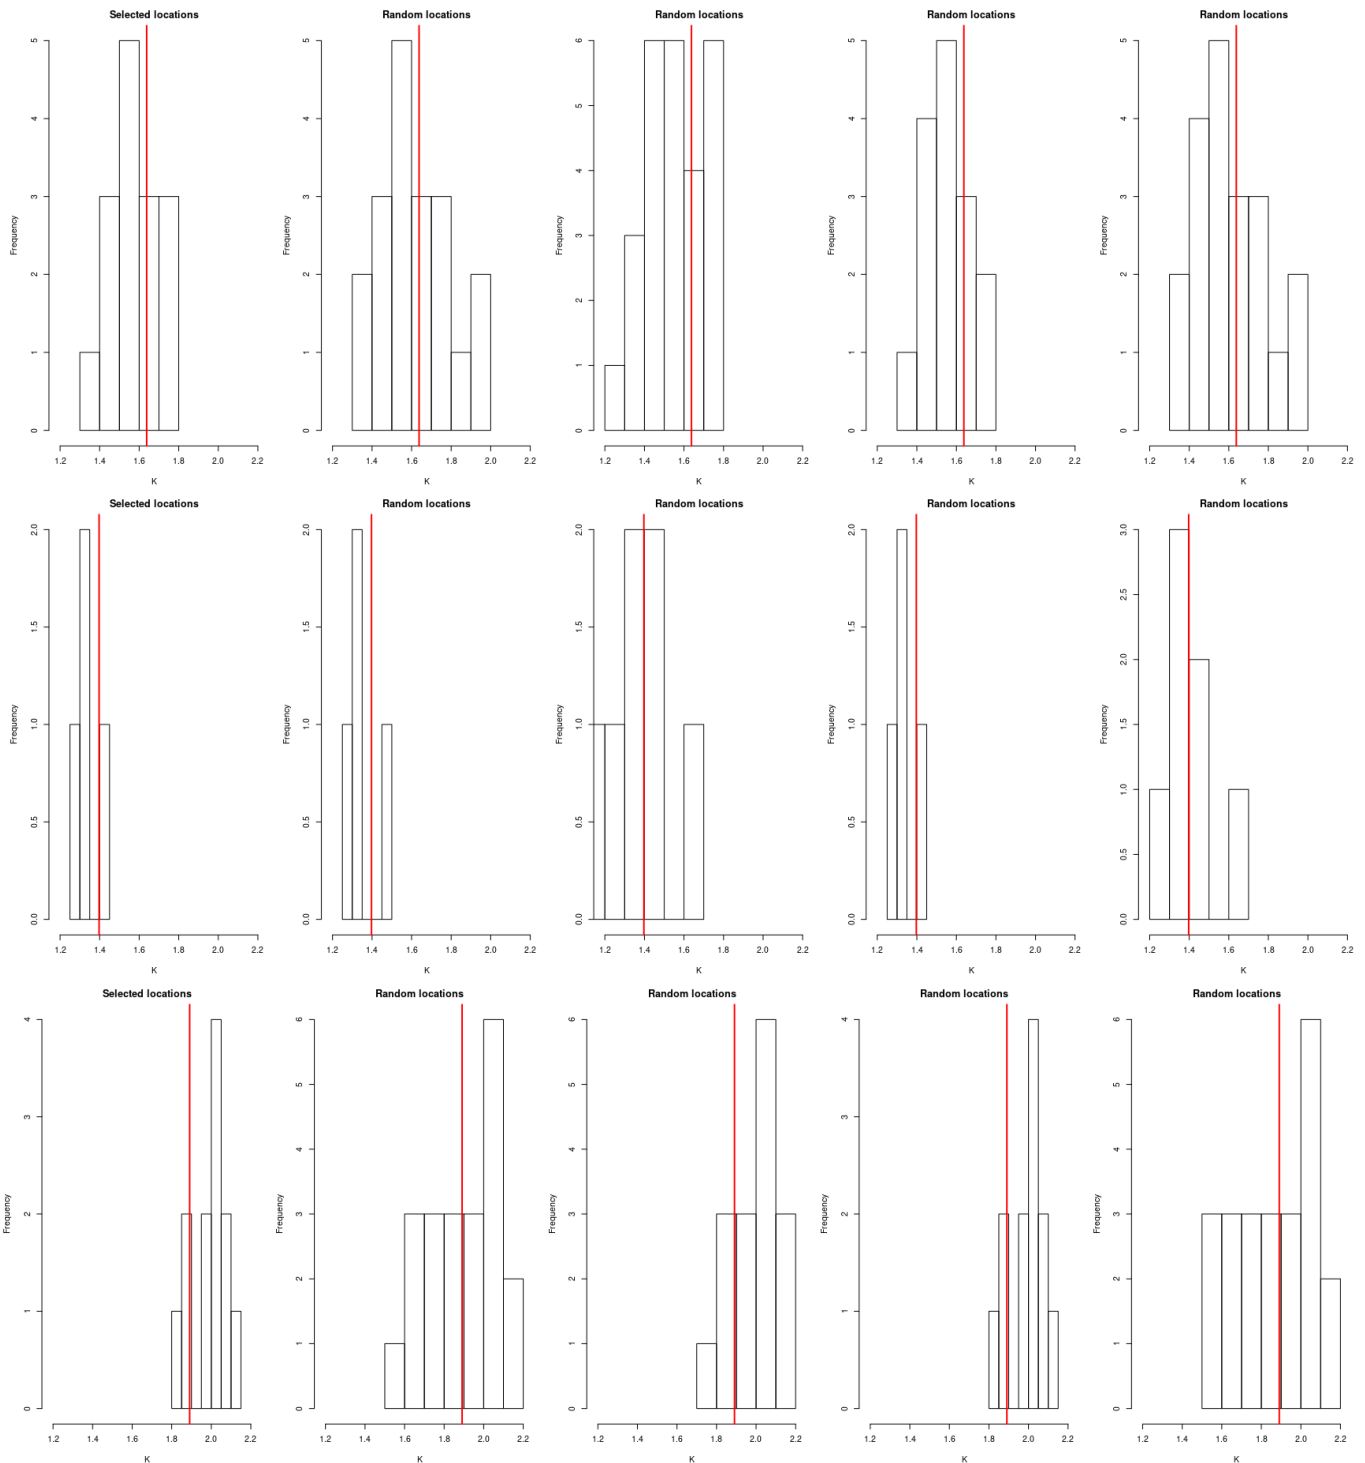 Selected locations Random locations Random locations Random locations Random locations
5 5 6 5 5
5
4 4 4 4
4
3 3 3 3
3
2 2 2 2
2
1 1 1 1
1
0 0 0 0 0
Frequency Frequency Frequency Frequency Frequency
1.2 1.4 1.6 1.8 2.0 2.2 1.2 1.4 1.6 1.8 2.0 2.2 1.2 1.4 1.6 1.8 2.0 2.2 1.2 1.4 1.6 1.8 2.0 2.2 1.2 1.4 1.6 1.8 2.0 2.2
K K K K K
Selected locations Random locations Random locations Random locations Random locations
2.0 2.0 2.0 2.0 3.0
2.5
1.5 1.5 1.5 1.5
2.0
1.0 1.0 1.0 1.0
1.5
1.0
0.5 0.5 0.5 0.5
0.5
0.0 0.0 0.0 0.0 0.0
Frequency Frequency Frequency Frequency Frequency
1.2 1.4 1.6 1.8 2.0 2.2 1.2 1.4 1.6 1.8 2.0 2.2 1.2 1.4 1.6 1.8 2.0 2.2 1.2 1.4 1.6 1.8 2.0 2.2 1.2 1.4 1.6 1.8 2.0 2.2
K K K K K
Selected locations Random locations Random locations Random locations Random locations
4 6 6 4 6
5 5 5
3 3
4 4 4
2 3 3 2 3
2 2 2
1 1
1 1 1
0 0 0 0 0
Frequency Frequency Frequency Frequency Frequency
1.2 1.4 1.6 1.8 2.0 2.2 1.2 1.4 1.6 1.8 2.0 2.2 1.2 1.4 1.6 1.8 2.0 2.2 1.2 1.4 1.6 1.8 2.0 2.2 1.2 1.4 1.6 1.8 2.0 2.2
K K K K K